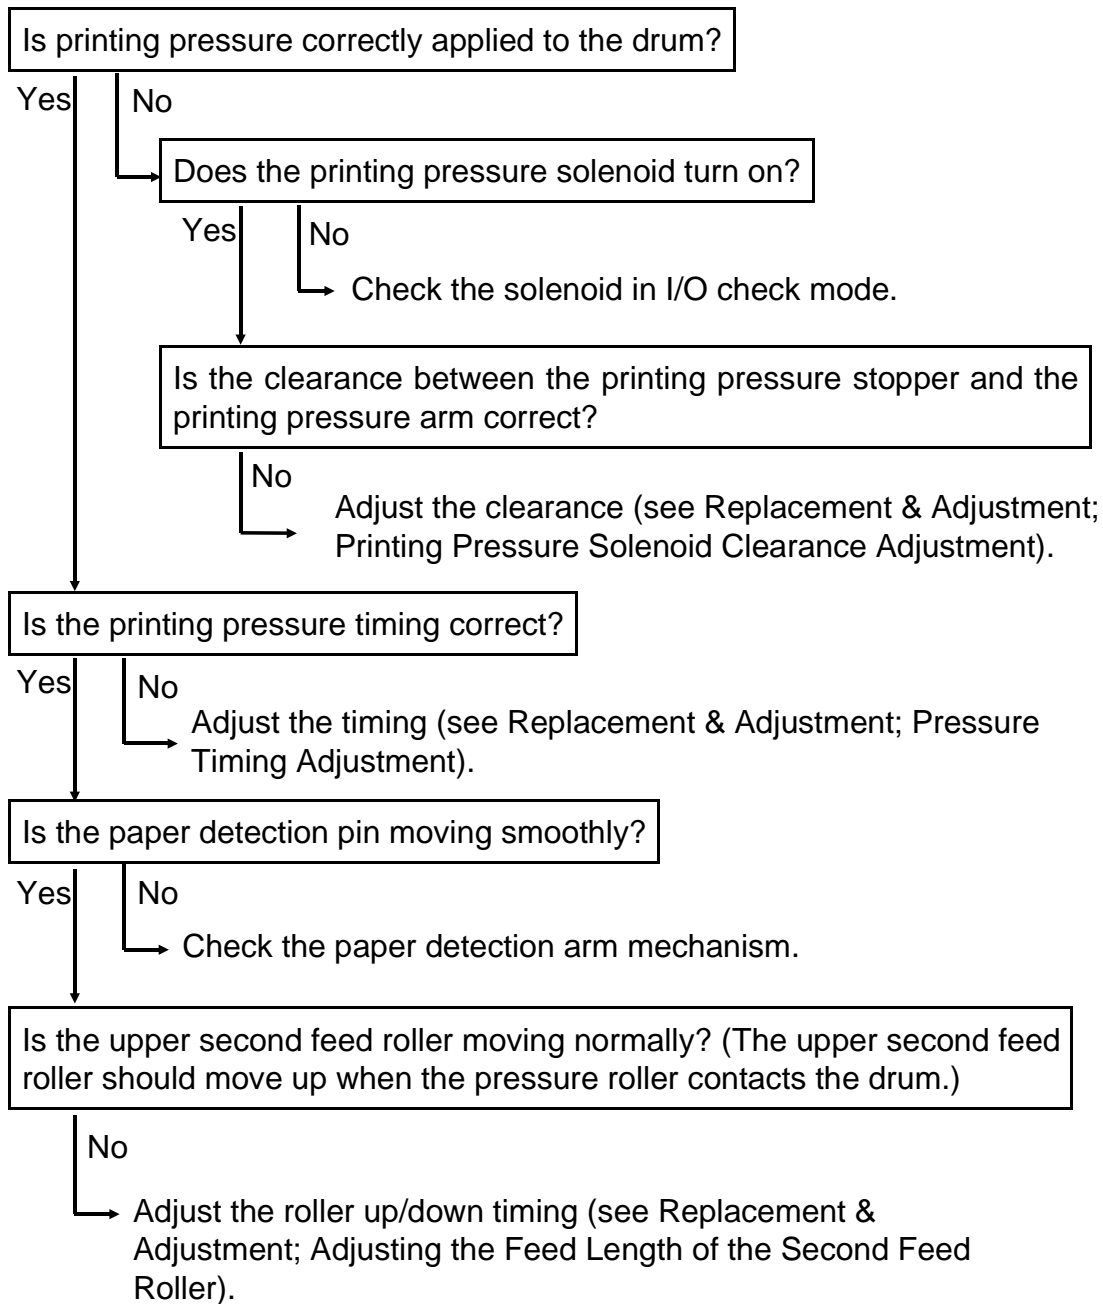 Is printing pressure correctly applied to the drum?
Yes
No
Does the printing pressure solenoid turn on?
Yes
No
Check the solenoid in I/O check mode.
Is the clearance between the printing pressure stopper and the
printing pressure arm correct?
No
Adjust the clearance (see Replacement & Adjustment;
Printing Pressure Solenoid Clearance Adjustment).
Is the printing pressure timing correct?
Yes
No
Adjust the timing (see Replacement & Adjustment; Pressure
Timing Adjustment).
Is the paper detection pin moving smoothly?
Yes
No
Check the paper detection arm mechanism.
Is the upper second feed roller moving normally? (The upper second feed
roller should move up when the pressure roller contacts the drum.)
No
Adjust the roller up/down timing (see Replacement &
Adjustment; Adjusting the Feed Length of the Second Feed
Roller).